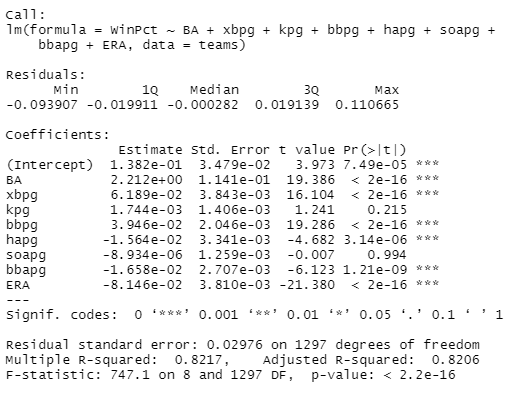 Call:
lm(formula = WinPct ~ BA + xbpg + kpg + bbpg + hapg + soapg +
    bbapg + ERA, data = teams)
Residuals:
      Min        1Q    Median        3Q       Max
-0.093907 -0.019911 -0.000282  0.019139  0.110665
Coefficients:
              Estimate Std. Error t value Pr(>|t|)
(Intercept)  1.382e-01  3.479e-02   3.973 7.49e-05 ***
BA           2.212e+00  1.141e-01  19.386  < 2e-16 ***
xbpg         6.189e-02  3.843e-03  16.104  < 2e-16 ***
kpg          1.744e-03  1.406e-03   1.241    0.215
bbpg         3.946e-02  2.046e-03  19.286  < 2e-16 ***
hapg        -1.564e-02  3.341e-03  -4.682 3.14e-06 ***
soapg       -8.934e-06  1.259e-03  -0.007    0.994
bbapg       -1.658e-02  2.707e-03  -6.123 1.21e-09 ***
ERA         -8.146e-02  3.810e-03 -21.380  < 2e-16 ***
---
Signif. codes:  0 ‘***’ 0.001 ‘**’ 0.01 ‘*’ 0.05 ‘.’ 0.1 ‘ ’ 1
Residual standard error: 0.02976 on 1297 degrees of freedom
Multiple R-squared:  0.8217,    Adjusted R-squared:  0.8206
F-statistic: 747.1 on 8 and 1297 DF,  p-value: < 2.2e-16